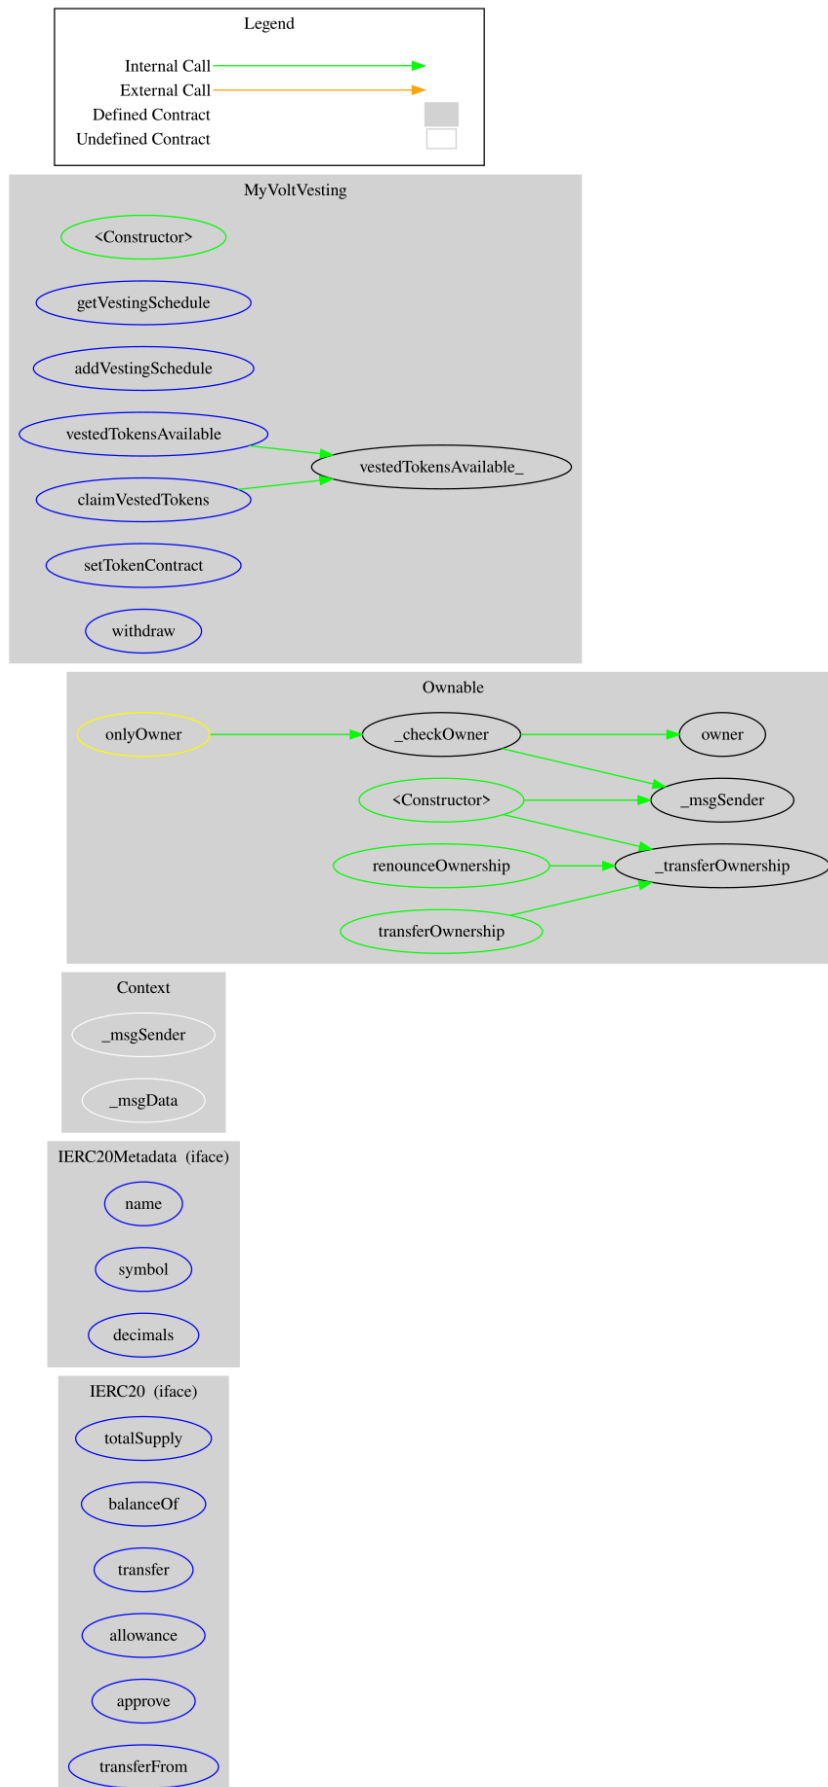 Legend
Internal Call
External Call
Defined Contract
Undefined Contract
MyVoltVesting
<Constructor>
getVestingSchedule
addVestingSchedule
vestedTokensAvailable
vestedTokensAvailable_
claimVestedTokens
setTokenContract
withdraw
Ownable
onlyOwner
_checkOwner
owner
<Constructor>
_msgSender
renounceOwnership
_transferOwnership
transferOwnership
Context
_msgSender
_msgData
IERC20Metadata (iface)
name
symbol
decimals
IERC20 (iface)
totalSupply
balanceOf
transfer
allowance
approve
transferFrom